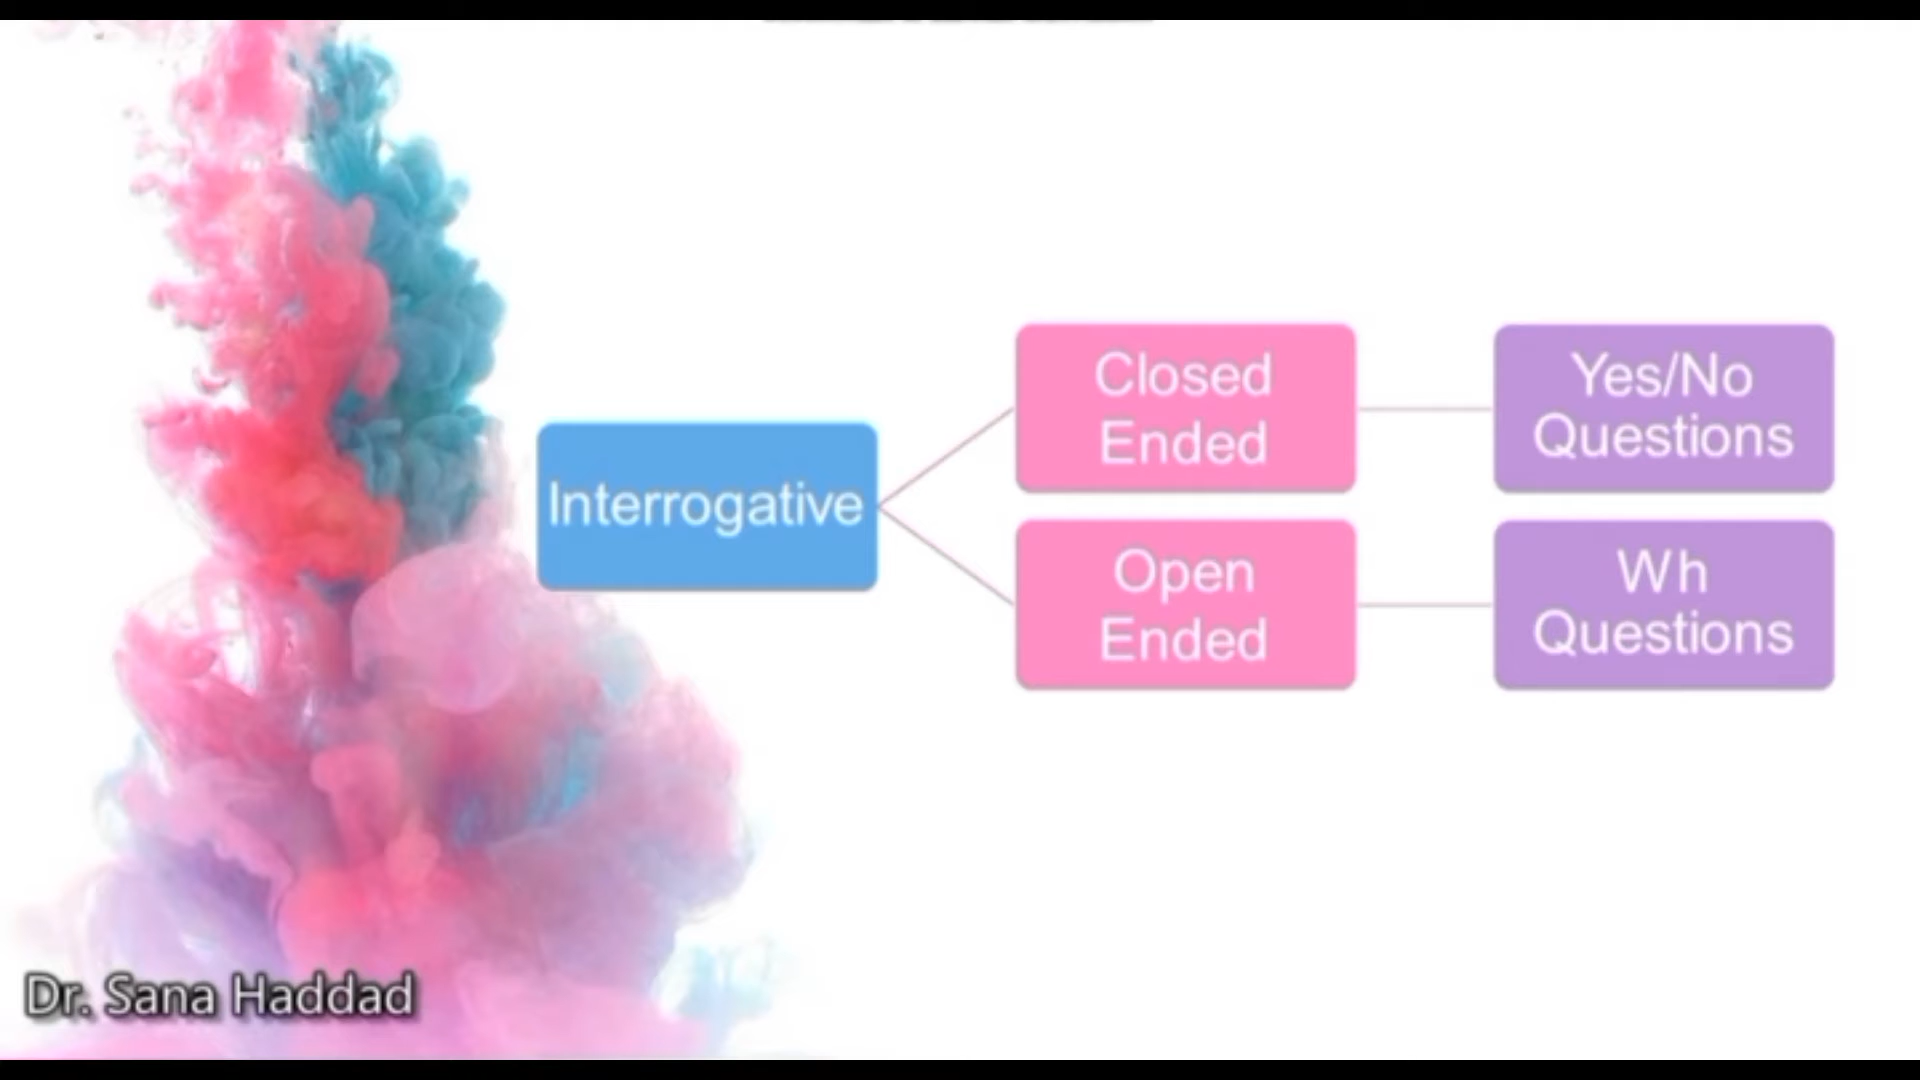 Interrogative
Closed
Ended
Yes/No
Questions
Open
Ended
Wh
Questions
Dr. Sana Haddad